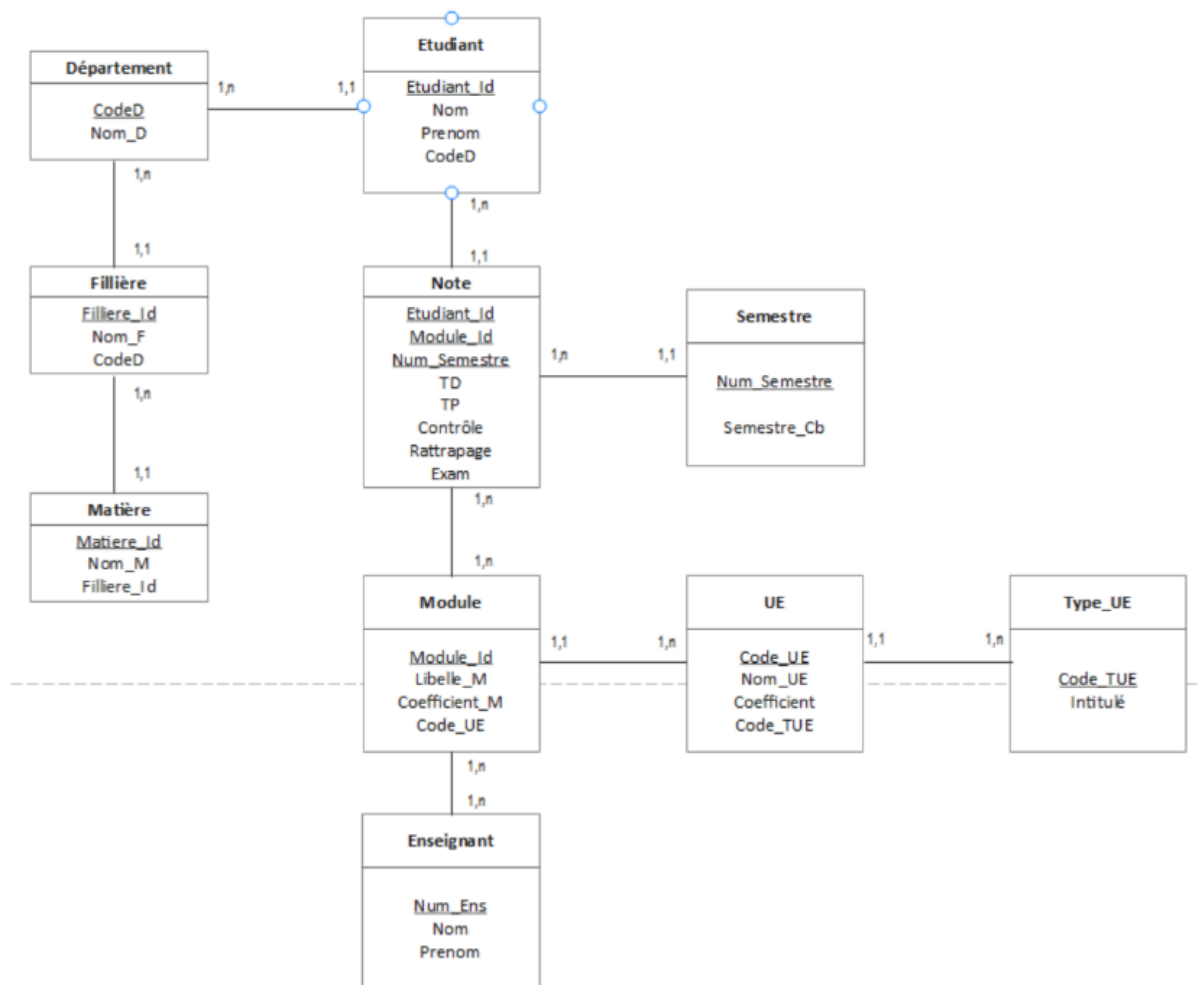 Etudiant
Etudiant_Id
Nom
Prenom
CodeD
Département
CodeD
Nom_D
1,n
1,1
1,n
1,1
Fillière
Filliere_Id
Nom_F
CodeD
1,n
1,1
Matière
Matiere_Id
Nom_M
Filliere_Id
1,n
1,1
Note
Etudiant_Id
Module_Id
Num_Semestre
TD
TP
Contrôle
Rattrapage
Exam
1,n
1,1
Semestre
Num_Semestre
Semestre_Cb
1,n
1,n
Module
Module_Id
Libelle_M
Coefficient_M
Code_UE
1,1
1,n
UE
Code_UE
Nom_UE
Coefficient
Code_TUE
1,1
1,n
Type_UE
Code_TUE
Intitulé
1,n
1,n
Enseignant
Num_Ens
Nom
Prenom